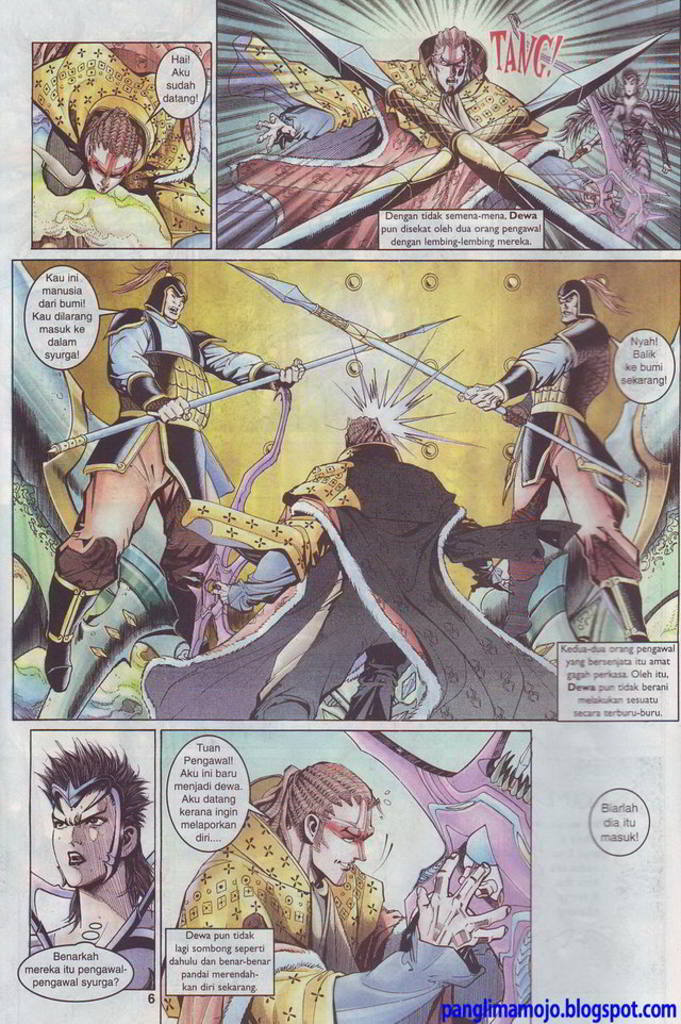 Hai!
Aku
sudah
datang!
TANG!
Dengan tidak semena-mena, Dewa
pun disekat oleh dua orang pengawal
dengan lembing-lembing mereka.
Kau ini
manusia
dari bumi!
Kau dilarang
masuk ke
dalam
syurga!
Nyah!
Balik
ke bumi
sekarang!
Kedua-dua orang pengawal
yang bersenjata itu amat
gagah perkasa. Oleh itu,
Dewa pun tidak berani
melakukan sesuatu
secara terburu-buru.
Benarkah
mereka itu pengawal-
pengawal syurga?
Tuan
Pengawal!
Aku ini baru
menjadi dewa.
Aku datang
kerana ingin
melaporkan
diri....
Dewa pun tidak
lagi sombong seperti
dahulu dan benar-benar
pandai merendah-
kan diri sekarang.
Biarlah
dia itu
masuk!
6
panglimamojo.blogspot.com